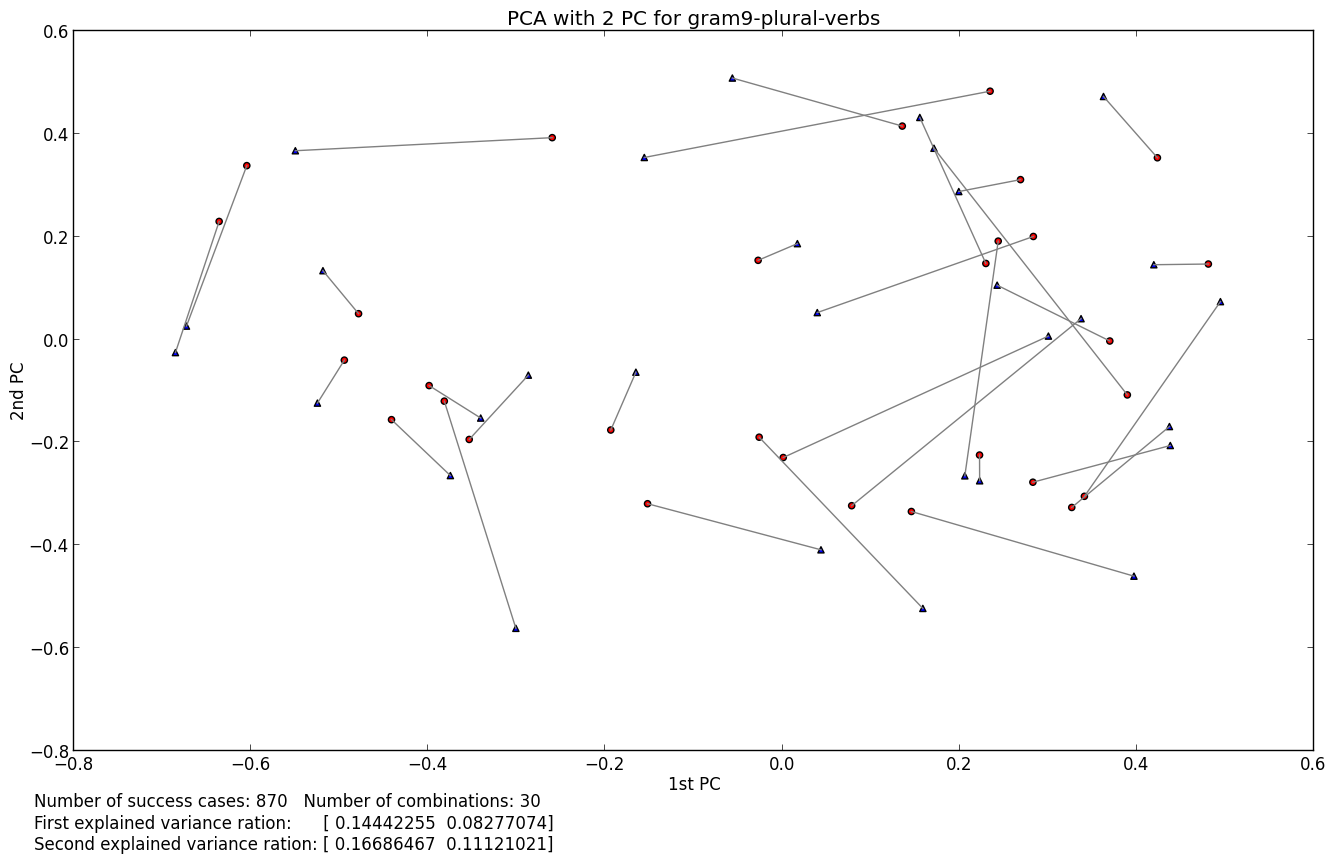 PCA with 2 PC for gram9-plural-verbs
0.6
0.4
0.2
0.0
−0.2
−0.4
−0.6
−0.8
2nd PC
−0.8 −0.6 −0.4 −0.2 0.0 0.2 0.4 0.6
1st PC
Number of success cases: 870 Number of combinations: 30
First explained variance ration: [ 0.14442255 0.08277074]
Second explained variance ration: [ 0.16686467 0.11121021]